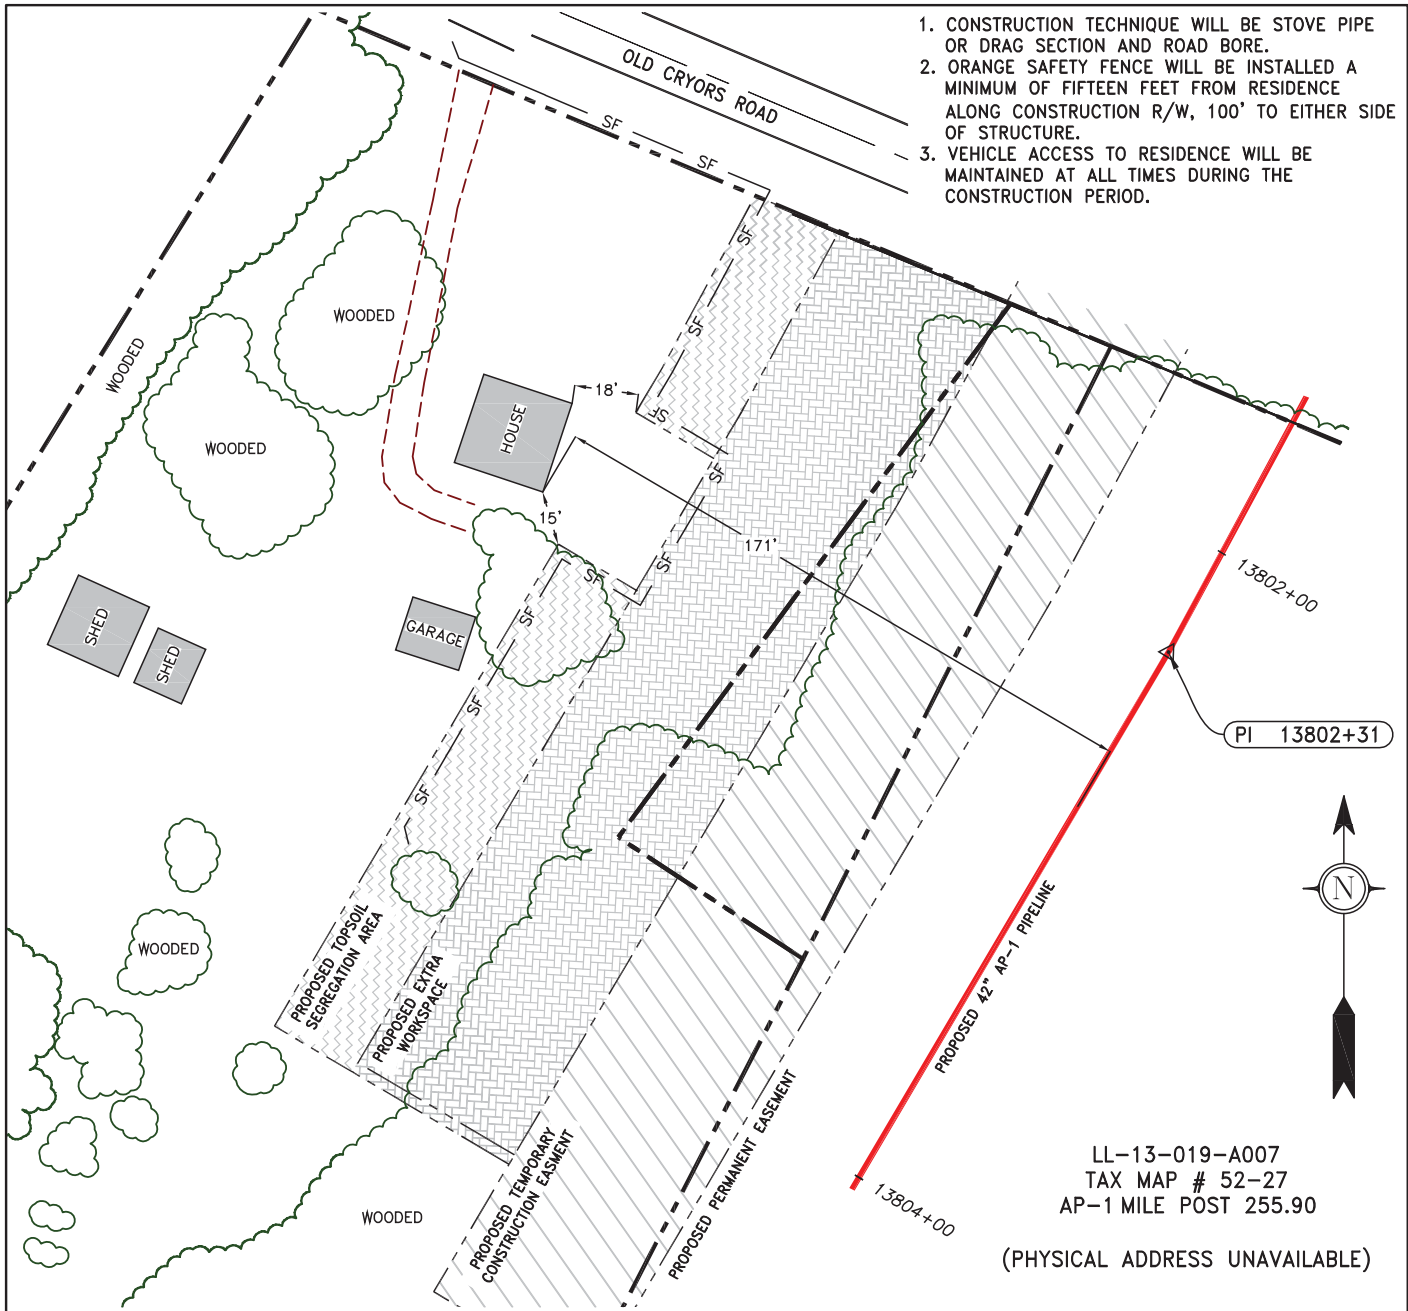 1. CONSTRUCTION TECHNIQUE WILL BE STOVE PIPE
OR DRAG SECTION AND ROAD BORE.
2. ORANGE SAFETY FENCE WILL BE INSTALLED A
MINIMUM OF FIFTEEN FEET FROM RESIDENCE
ALONG CONSTRUCTION R/W, 100' TO EITHER SIDE
OF STRUCTURE.
3. VEHICLE ACCESS TO RESIDENCE WILL BE
MAINTAINED AT ALL TIMES DURING THE
CONSTRUCTION PERIOD.
OLD CRYORS ROAD
SF
SF
SF
WOODED
SF
WOODED
18'
HOUSE
SF
WOODED
SF
15'
171'
SF
SF
13802+00
SHED
GARAGE
SF
SHED
SF
PI 13802+31
SF
N
WOODED
PROPOSED TOPSOIL
SEGREGATION AREA
PROPOSED EXTRA
WORKSPACE
PROPOSED 42" AP-1 PIPELINE
PROPOSED TEMPORARY
CONSTRUCTION EASMENT
PROPOSED PERMANENT EASEMENT
WOODED
13804+00
LL-13-019-A007
TAX MAP # 52-27
AP-1 MILE POST 255.90
(PHYSICAL ADDRESS UNAVAILABLE)